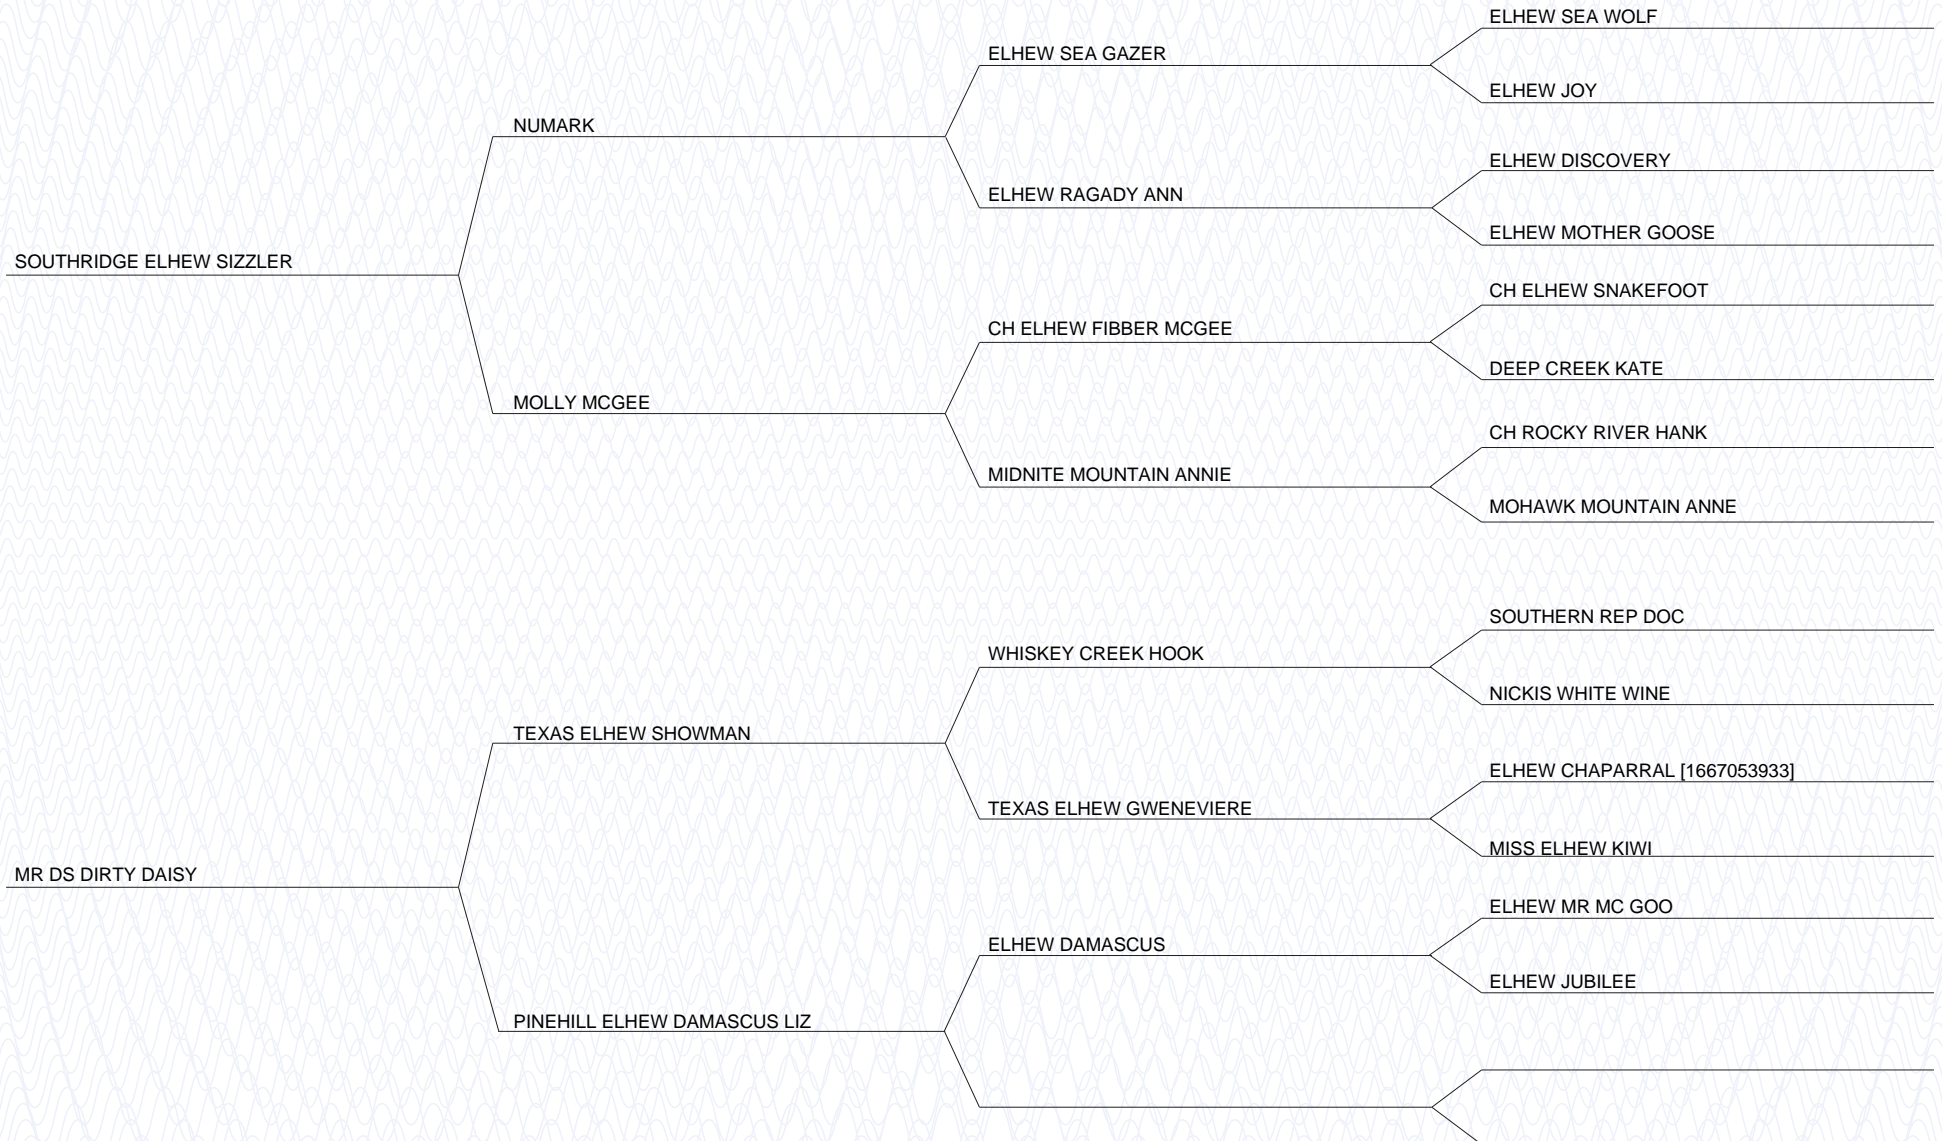 ELHEW SEA WOLF
ELHEW SEA GAZER
ELHEW JOY
NUMARK
ELHEW DISCOVERY
ELHEW RAGADY ANN
ELHEW MOTHER GOOSE
SOUTHRIDGE ELHEW SIZZLER
CH ELHEW SNAKEFOOT
CH ELHEW FIBBER MCGEE
DEEP CREEK KATE
MOLLY MCGEE
CH ROCKY RIVER HANK
MIDNITE MOUNTAIN ANNIE
MOHAWK MOUNTAIN ANNE
SOUTHERN REP DOC
WHISKEY CREEK HOOK
NICKIS WHITE WINE
TEXAS ELHEW SHOWMAN
ELHEW CHAPARRAL [1667053933]
TEXAS ELHEW GWENEVIERE
MISS ELHEW KIWI
MR DS DIRTY DAISY
ELHEW MR MC GOO
ELHEW DAMASCUS
ELHEW JUBILEE
PINEHILL ELHEW DAMASCUS LIZ